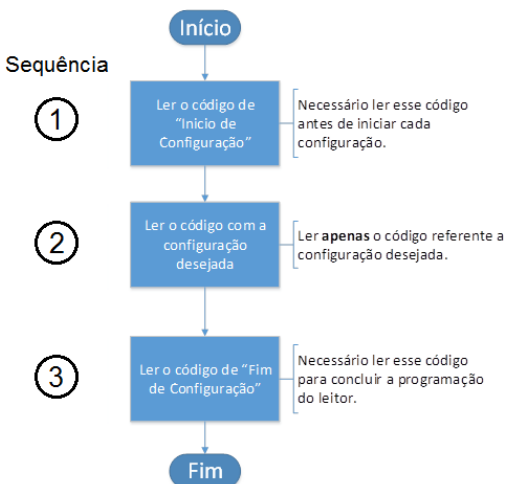 Início
Sequência
1
Ler o código de
“Inicio de
Configuração”
Necessário ler esse código
antes de iniciar cada
configuração.
2
Ler o código com a
configuração
desejada
Ler apenas o código referente a
configuração desejada.
3
Ler o código de “Fim
de Configuração”
Necessário ler esse código
para concluir a programação
do leitor.
Fim